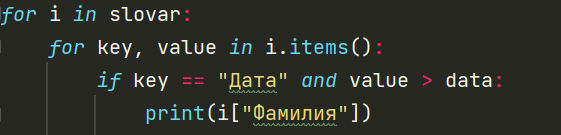 for i in slovar:
    for key, value in i.items():
        if key == "Дата" and value > data:
            print(i["Фамилия"])